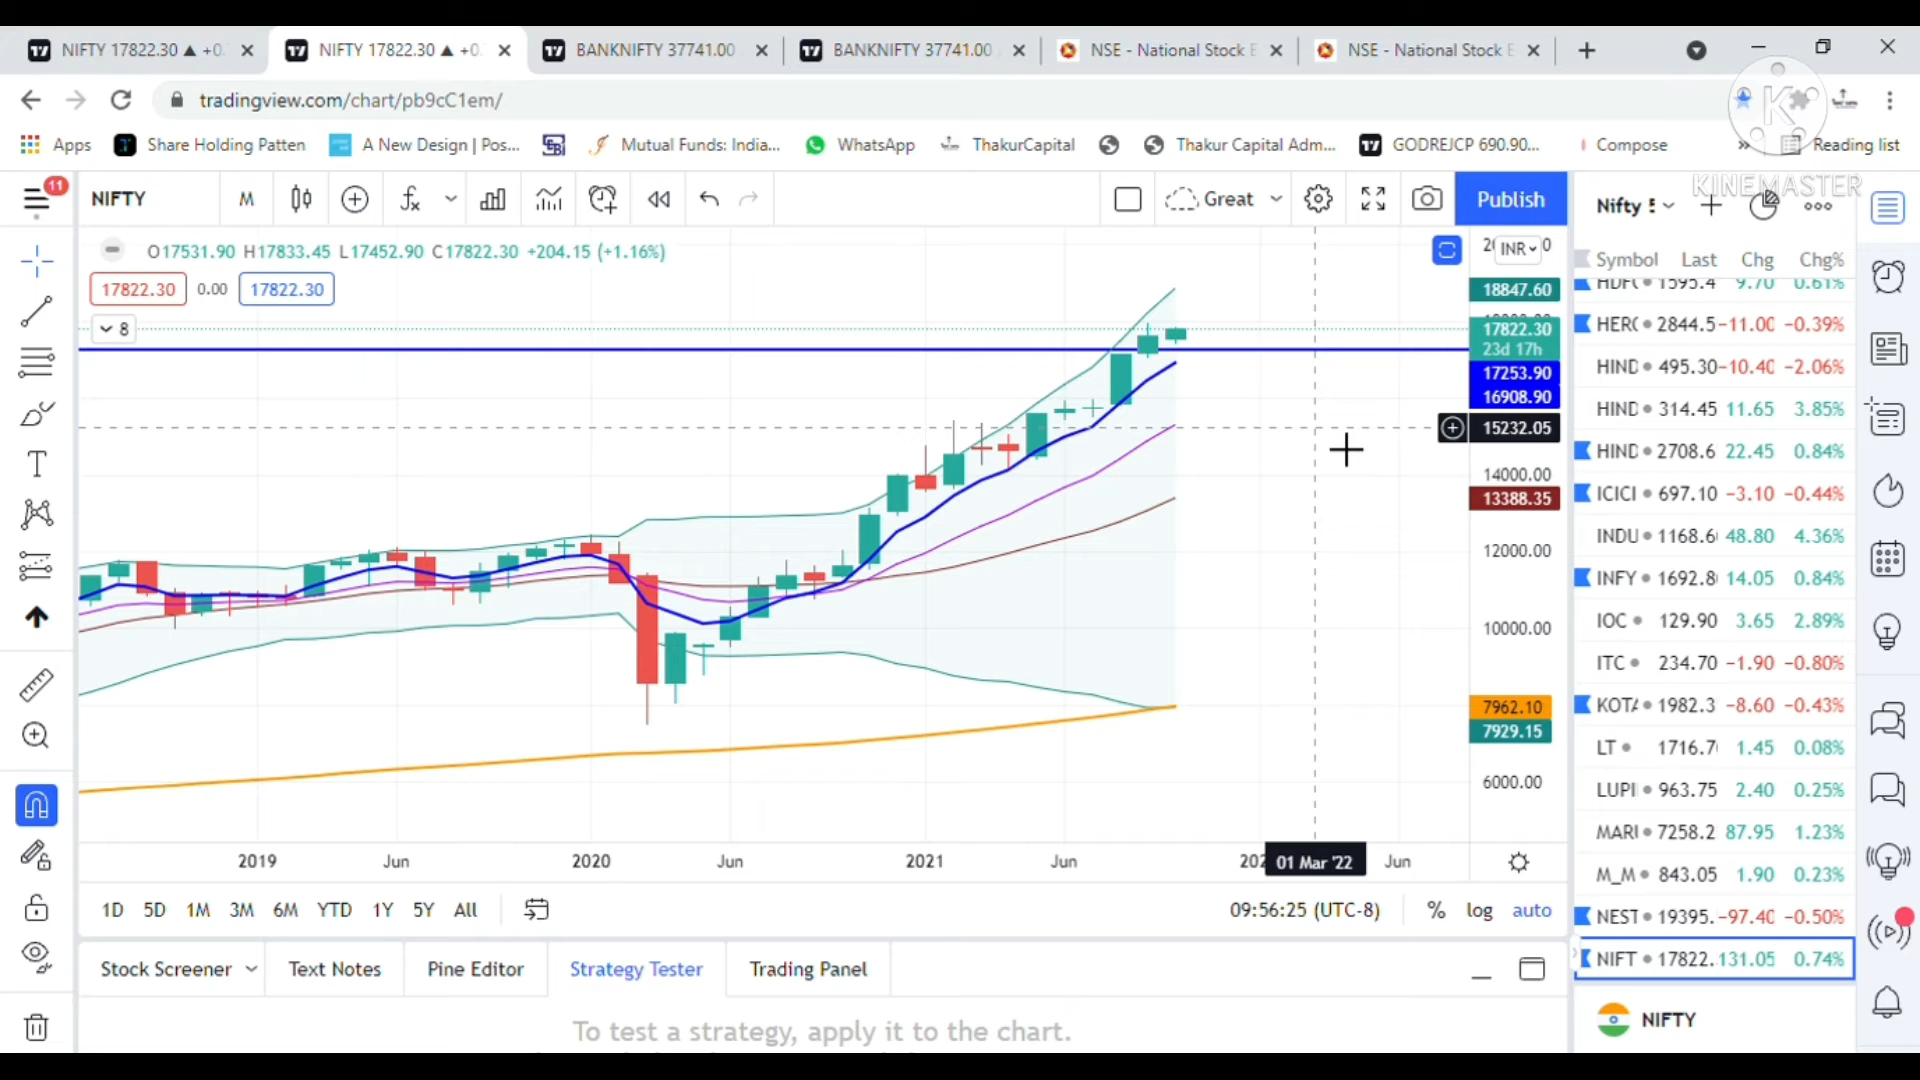 NIFTY 17822.30 ▲ +0.
NIFTY 17822.30 ▲ +0.
BANKNIFTY 37741.00
BANKNIFTY 37741.00
NSE - National Stock E
NSE - National Stock E
tradingview.com/chart/pb9cC1em/
Apps
Share Holding Patten
A New Design | Pos...
Mutual Funds: India...
WhatsApp
ThakurCapital
Thakur Capital Adm...
GODREJCP 690.90...
Compose
»
Reading list
KINEMASTER
11
NIFTY
M
Great
Publish
Nifty
O17531.90 H17833.45 L17452.90 C17822.30 +204.15 (+1.16%)
17822.30 0.00 17822.30
8
INR
18847.60
17822.30
23d 17h
17253.90
16908.90
15232.05
14000.00
13388.35
12000.00
10000.00
7962.10
7929.15
6000.00
2019 Jun 2020 Jun 2021 Jun 01 Mar '22 Jun
1D 5D 1M 3M 6M YTD 1Y 5Y All
09:56:25 (UTC-8) % log auto
Stock Screener Text Notes Pine Editor Strategy Tester Trading Panel
To test a strategy, apply it to the chart.
Symbol Last Chg Chg%
1595.4 9.70 0.61%
HER 2844.5 −11.00 −0.39%
HIND 495.30 −10.40 −2.06%
HIND 314.45 11.65 3.85%
HIND 2708.6 22.45 0.84%
ICICI 697.10 −3.10 −0.44%
INDU 1168.6 48.80 4.36%
INFY 1692.8 14.05 0.84%
IOC 129.90 3.65 2.89%
ITC 234.70 −1.90 −0.80%
KOTA 1982.3 −8.60 −0.43%
LT 1716.7 1.45 0.08%
LUPI 963.75 2.40 0.25%
MARU 7258.2 87.95 1.23%
M_M 843.05 1.90 0.23%
NEST 19395. −97.40 −0.50%
NIFT 17822. 131.05 0.74%
NIFTY